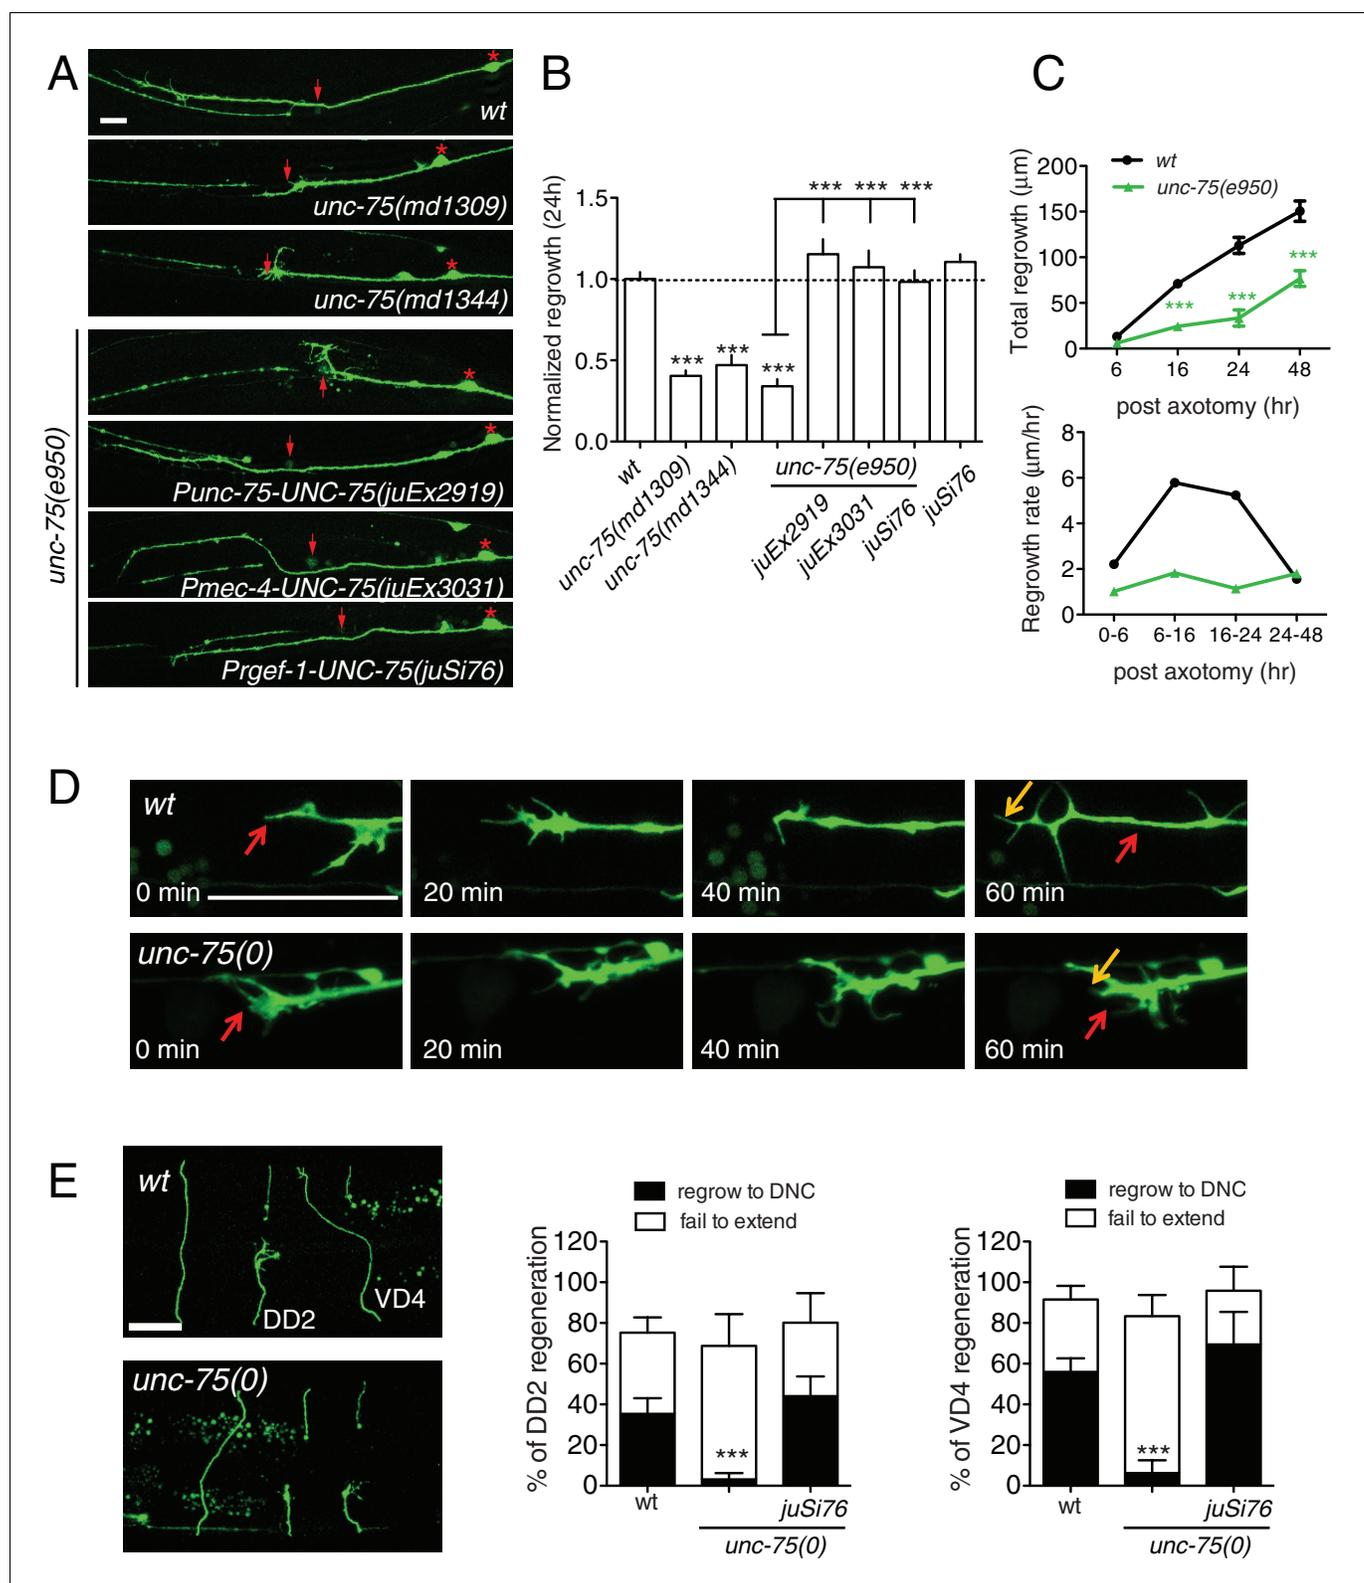 A
wt
unc-75(md1309)
unc-75(md1344)
unc-75(e950)
Punc-75-UNC-75(juEx2919)
Pmec-4-UNC-75(juEx3031)
Prgef-1-UNC-75(juSi76)
B
Normalized regrowth (24h)
1.5
1.0
0.5
0.0
***
***
***
***
***
***
wt
unc-75(md1309)
unc-75(md1344)
unc-75(e950)
juEx2919
juEx3031
juSi76
juSi76
C
Total regrowth (μm)
200
150
100
50
0
wt
unc-75(e950)
***
***
***
6 16 24 48
post axotomy (hr)
Regrowth rate (μm/hr)
8
6
4
2
0
0-6 6-16 16-24 24-48
post axotomy (hr)
D
wt
0 min
20 min
40 min
60 min
unc-75(0)
0 min
20 min
40 min
60 min
E
wt
DD2
VD4
unc-75(0)
regrow to DNC
fail to extend
% of DD2 regeneration
120
100
80
60
40
20
0
***
wt
juSi76
unc-75(0)
regrow to DNC
fail to extend
% of VD4 regeneration
120
100
80
60
40
20
0
***
wt
juSi76
unc-75(0)